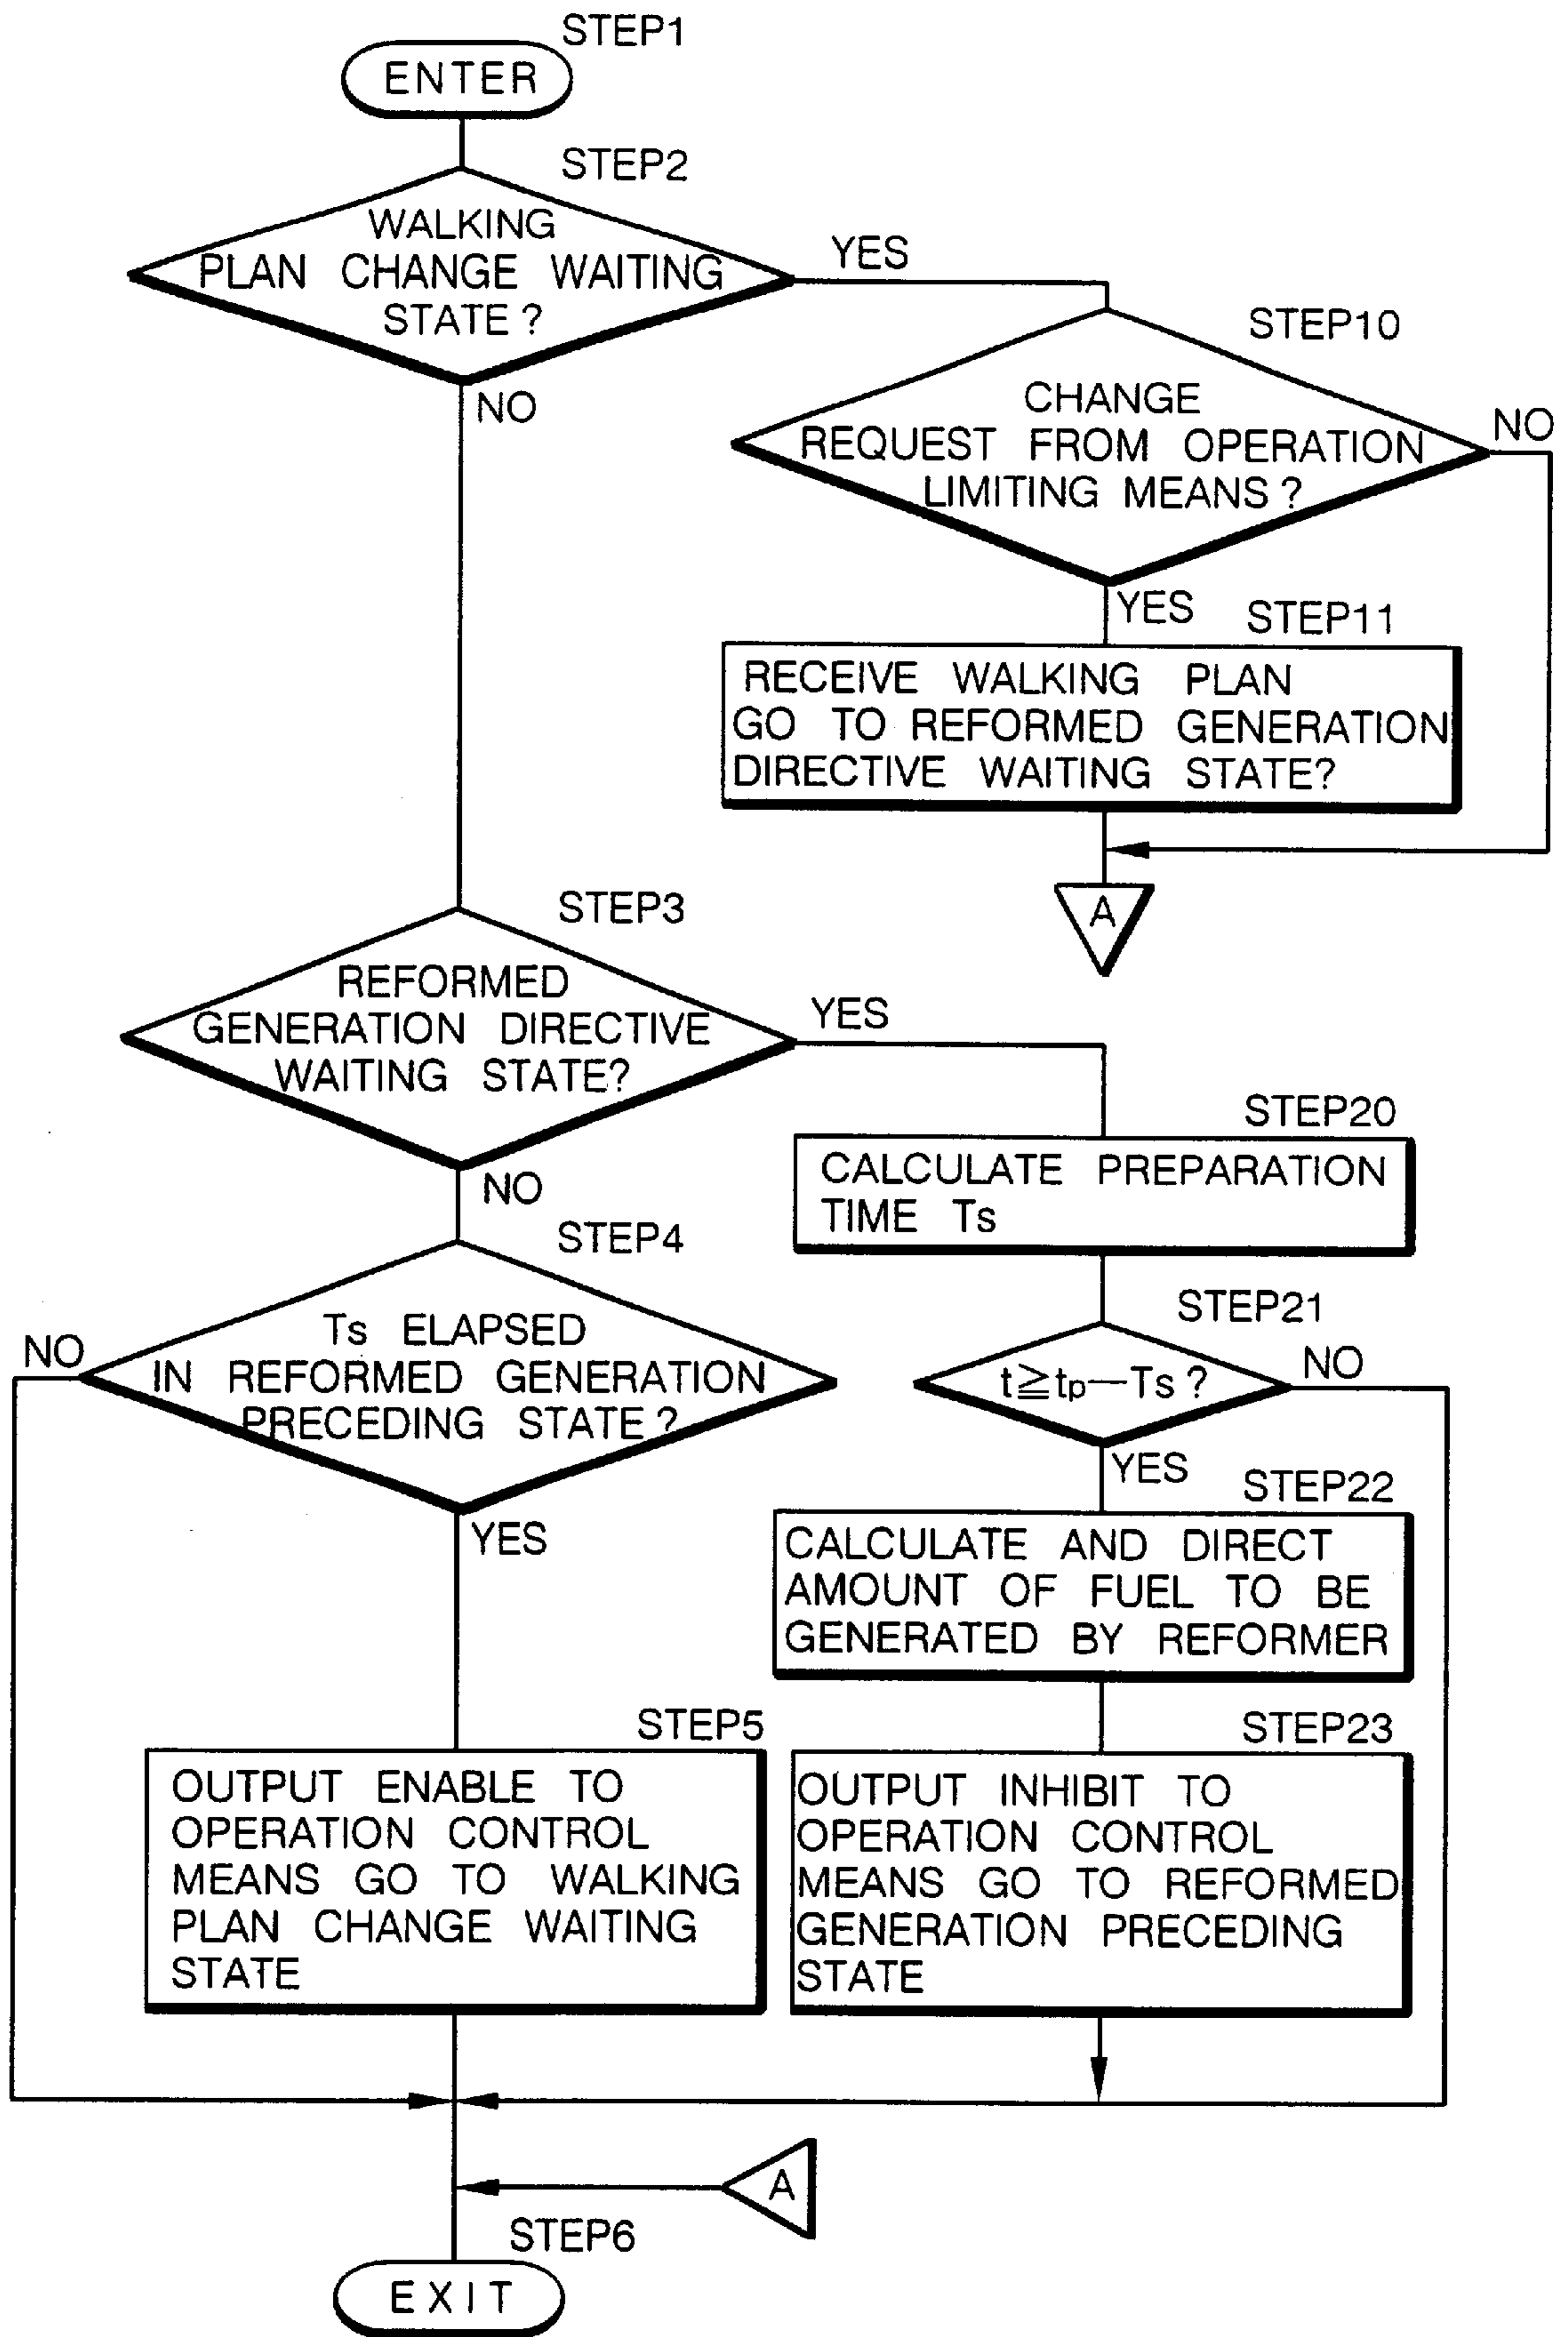 STEP1
ENTER
STEP2
WALKING
PLAN CHANGE WAITING
STATE?
YES
NO
STEP10
CHANGE
REQUEST FROM OPERATION
LIMITING MEANS?
NO
YES
STEP11
RECEIVE WALKING PLAN
GO TO REFORMED GENERATION
DIRECTIVE WAITING STATE?
A
STEP3
REFORMED
GENERATION DIRECTIVE
WAITING STATE?
YES
NO
STEP20
CALCULATE PREPARATION
TIME Ts
STEP4
Ts ELAPSED
IN REFORMED GENERATION
PRECEDING STATE?
NO
YES
STEP21
t≧tp—Ts?
NO
YES
STEP22
CALCULATE AND DIRECT
AMOUNT OF FUEL TO BE
GENERATED BY REFORMER
STEP5
OUTPUT ENABLE TO
OPERATION CONTROL
MEANS GO TO WALKING
PLAN CHANGE WAITING
STATE
STEP23
OUTPUT INHIBIT TO
OPERATION CONTROL
MEANS GO TO REFORMED
GENERATION PRECEDING
STATE
A
STEP6
EXIT